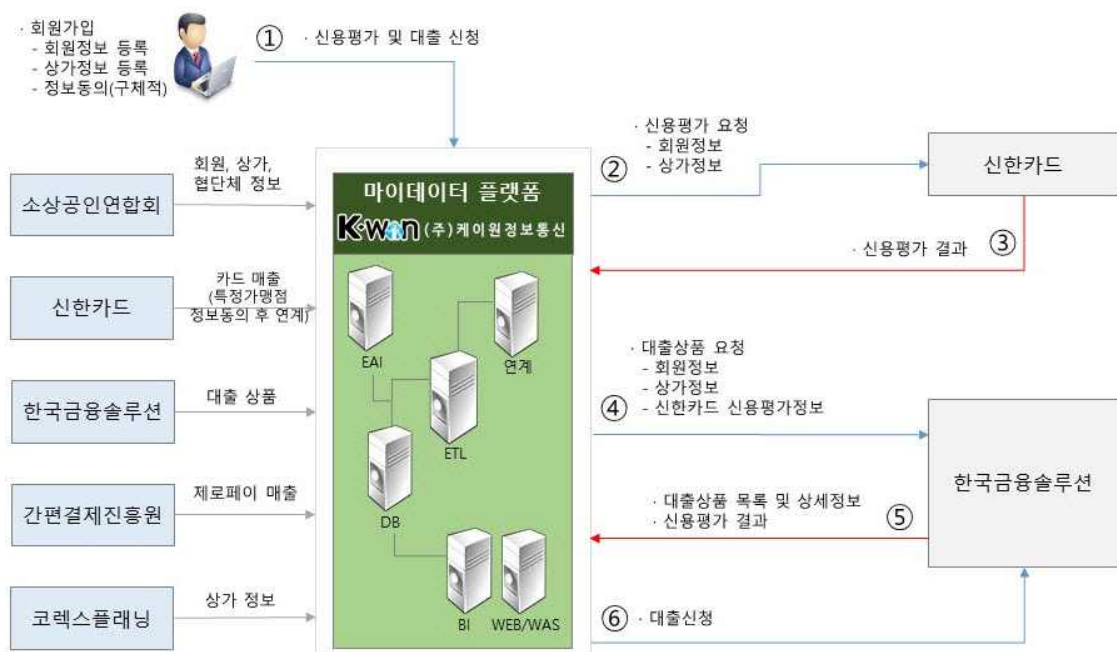 · 회원가입
- 회원정보 등록
- 상가정보 등록
- 정보동의(구체적)
① · 신용평가 및 대출 신청
소상공인연합회
회원, 상가,
협단체 정보
신한카드
카드 매출
(특정가맹점
정보동의 후 연계)
한국금융솔루션
대출 상품
간편결제진흥원
제로페이 매출
코렉스플래닝
상가 정보
마이데이터 플랫폼
K·won (주)케이원정보통신
EAI
연계
ETL
DB
BI
WEB/WAS
② · 신용평가 요청
- 회원정보
- 상가정보
신한카드
· 신용평가 결과 ③
④ · 대출상품 요청
- 회원정보
- 상가정보
- 신한카드 신용평가정보
한국금융솔루션
· 대출상품 목록 및 상세정보
· 신용평가 결과 ⑤
⑥ · 대출신청